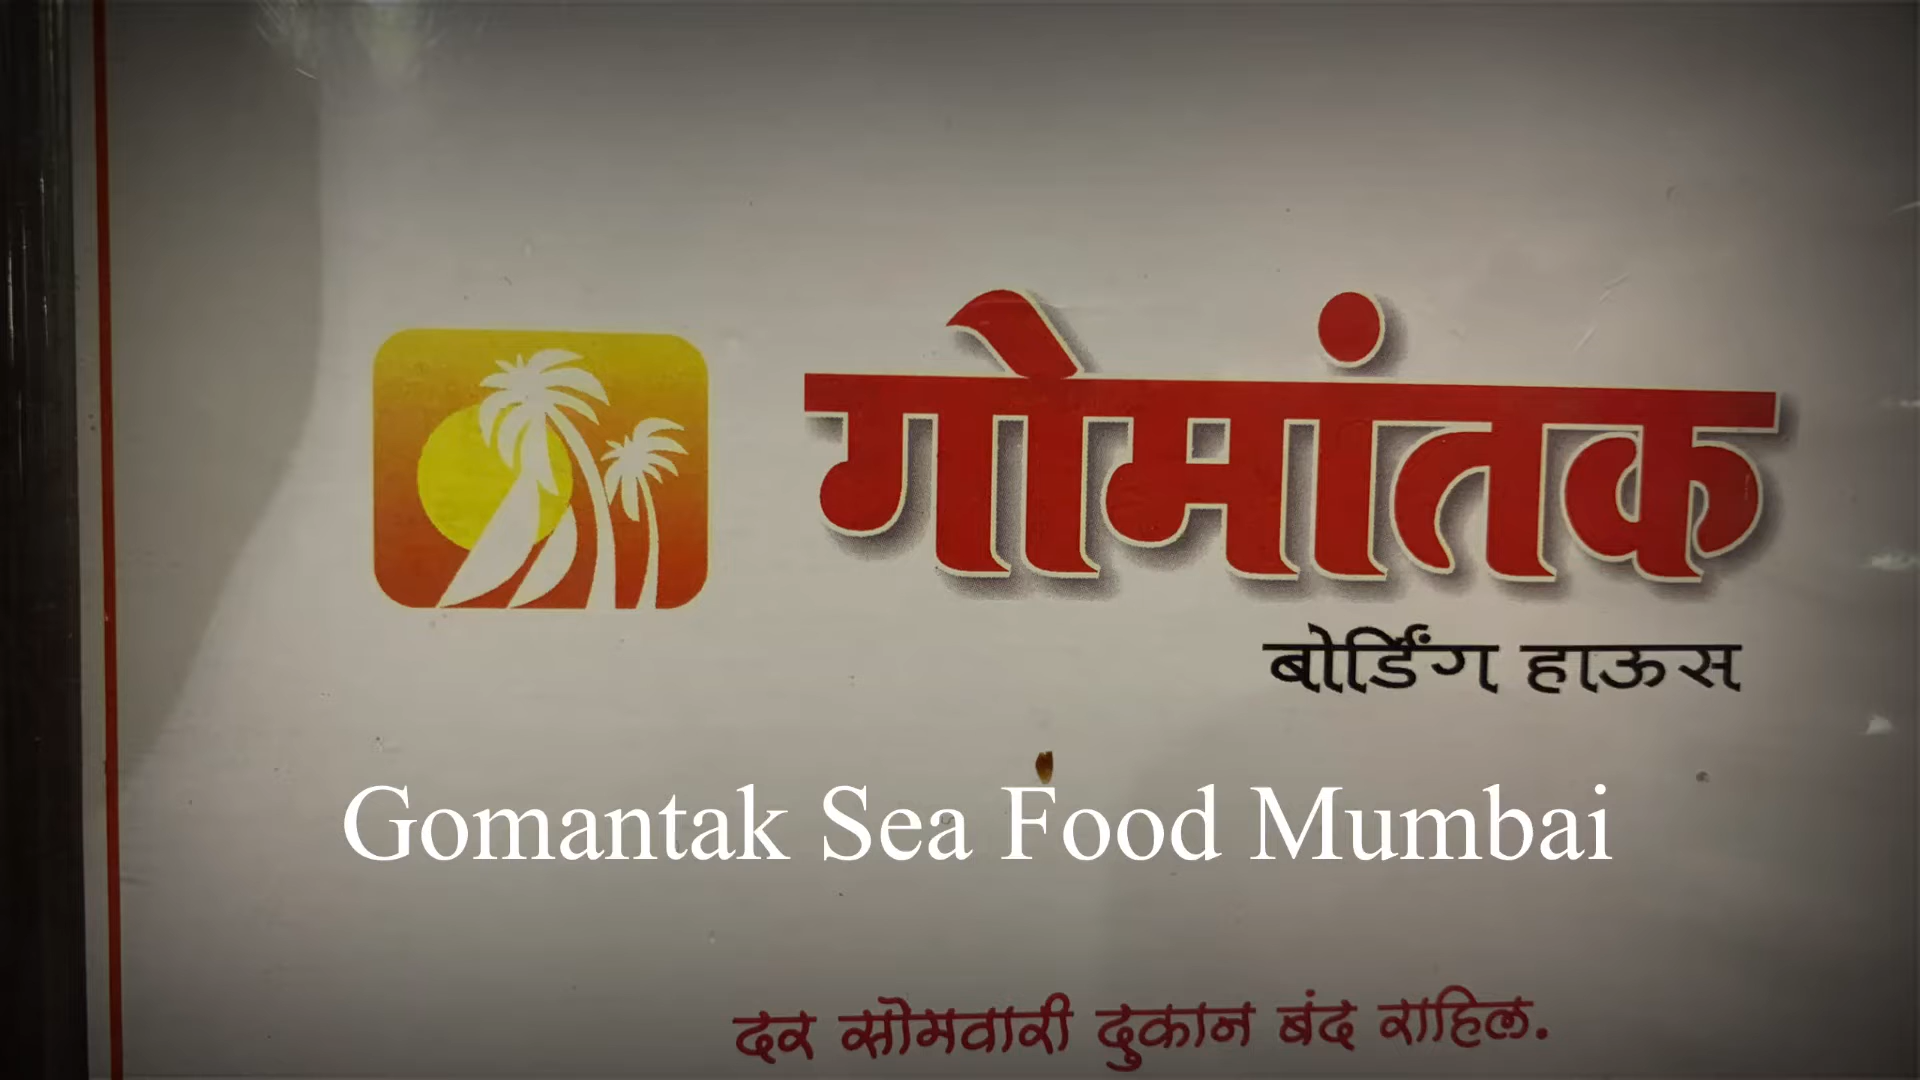 गोमांतक
बोर्डिंग हाऊस
Gomantak Sea Food Mumbai
दर सोमवारी दुकान बंद राहिल.